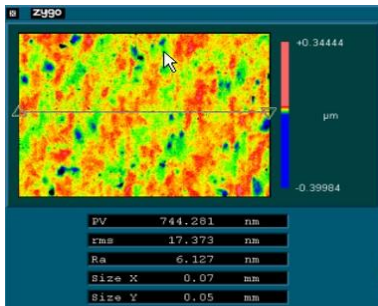 zygo
+0.34444
µm
-0.39984
PV 744.281 nm
rms 17.373 nm
Ra 6.127 nm
Size X 0.07 mm
Size Y 0.05 mm